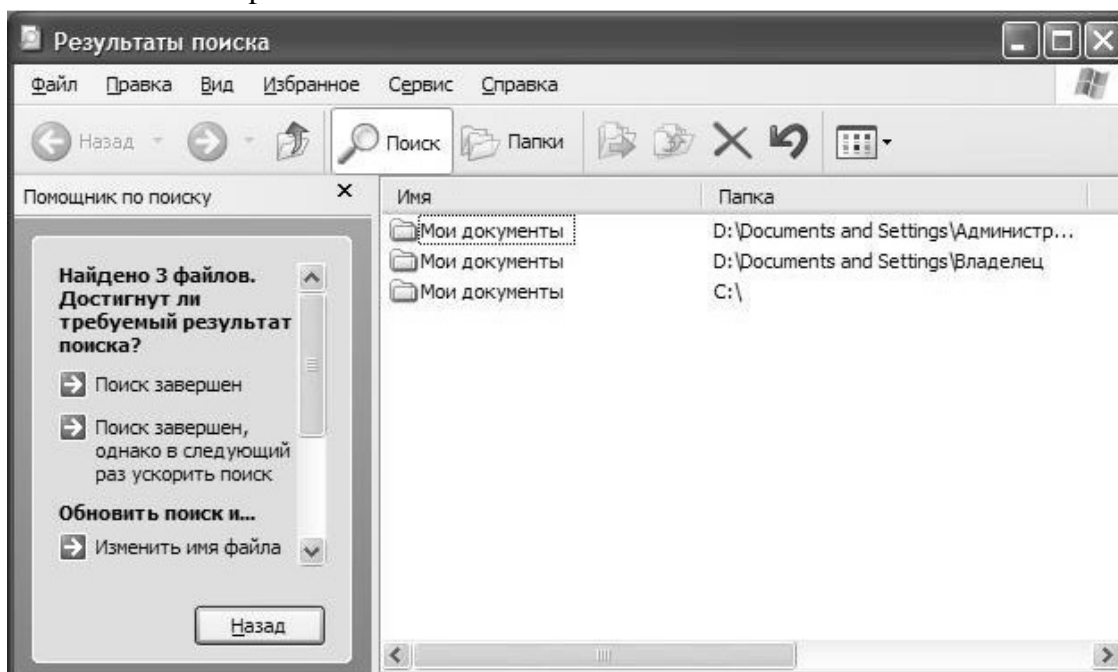 Результаты поиска
Файл Правка Вид Избранное Сервис Справка
Назад Поиск Папки
Помощник по поиску
Имя Папка
Мои документы D:\Documents and Settings\Администр...
Мои документы D:\Documents and Settings\Владелец
Мои документы C:\
Найдено 3 файлов.
Достигнут ли
требуемый результат
поиска?
Поиск завершен
Поиск завершен,
однако в следующий
раз ускорить поиск
Обновить поиск и...
Изменить имя файла
Назад